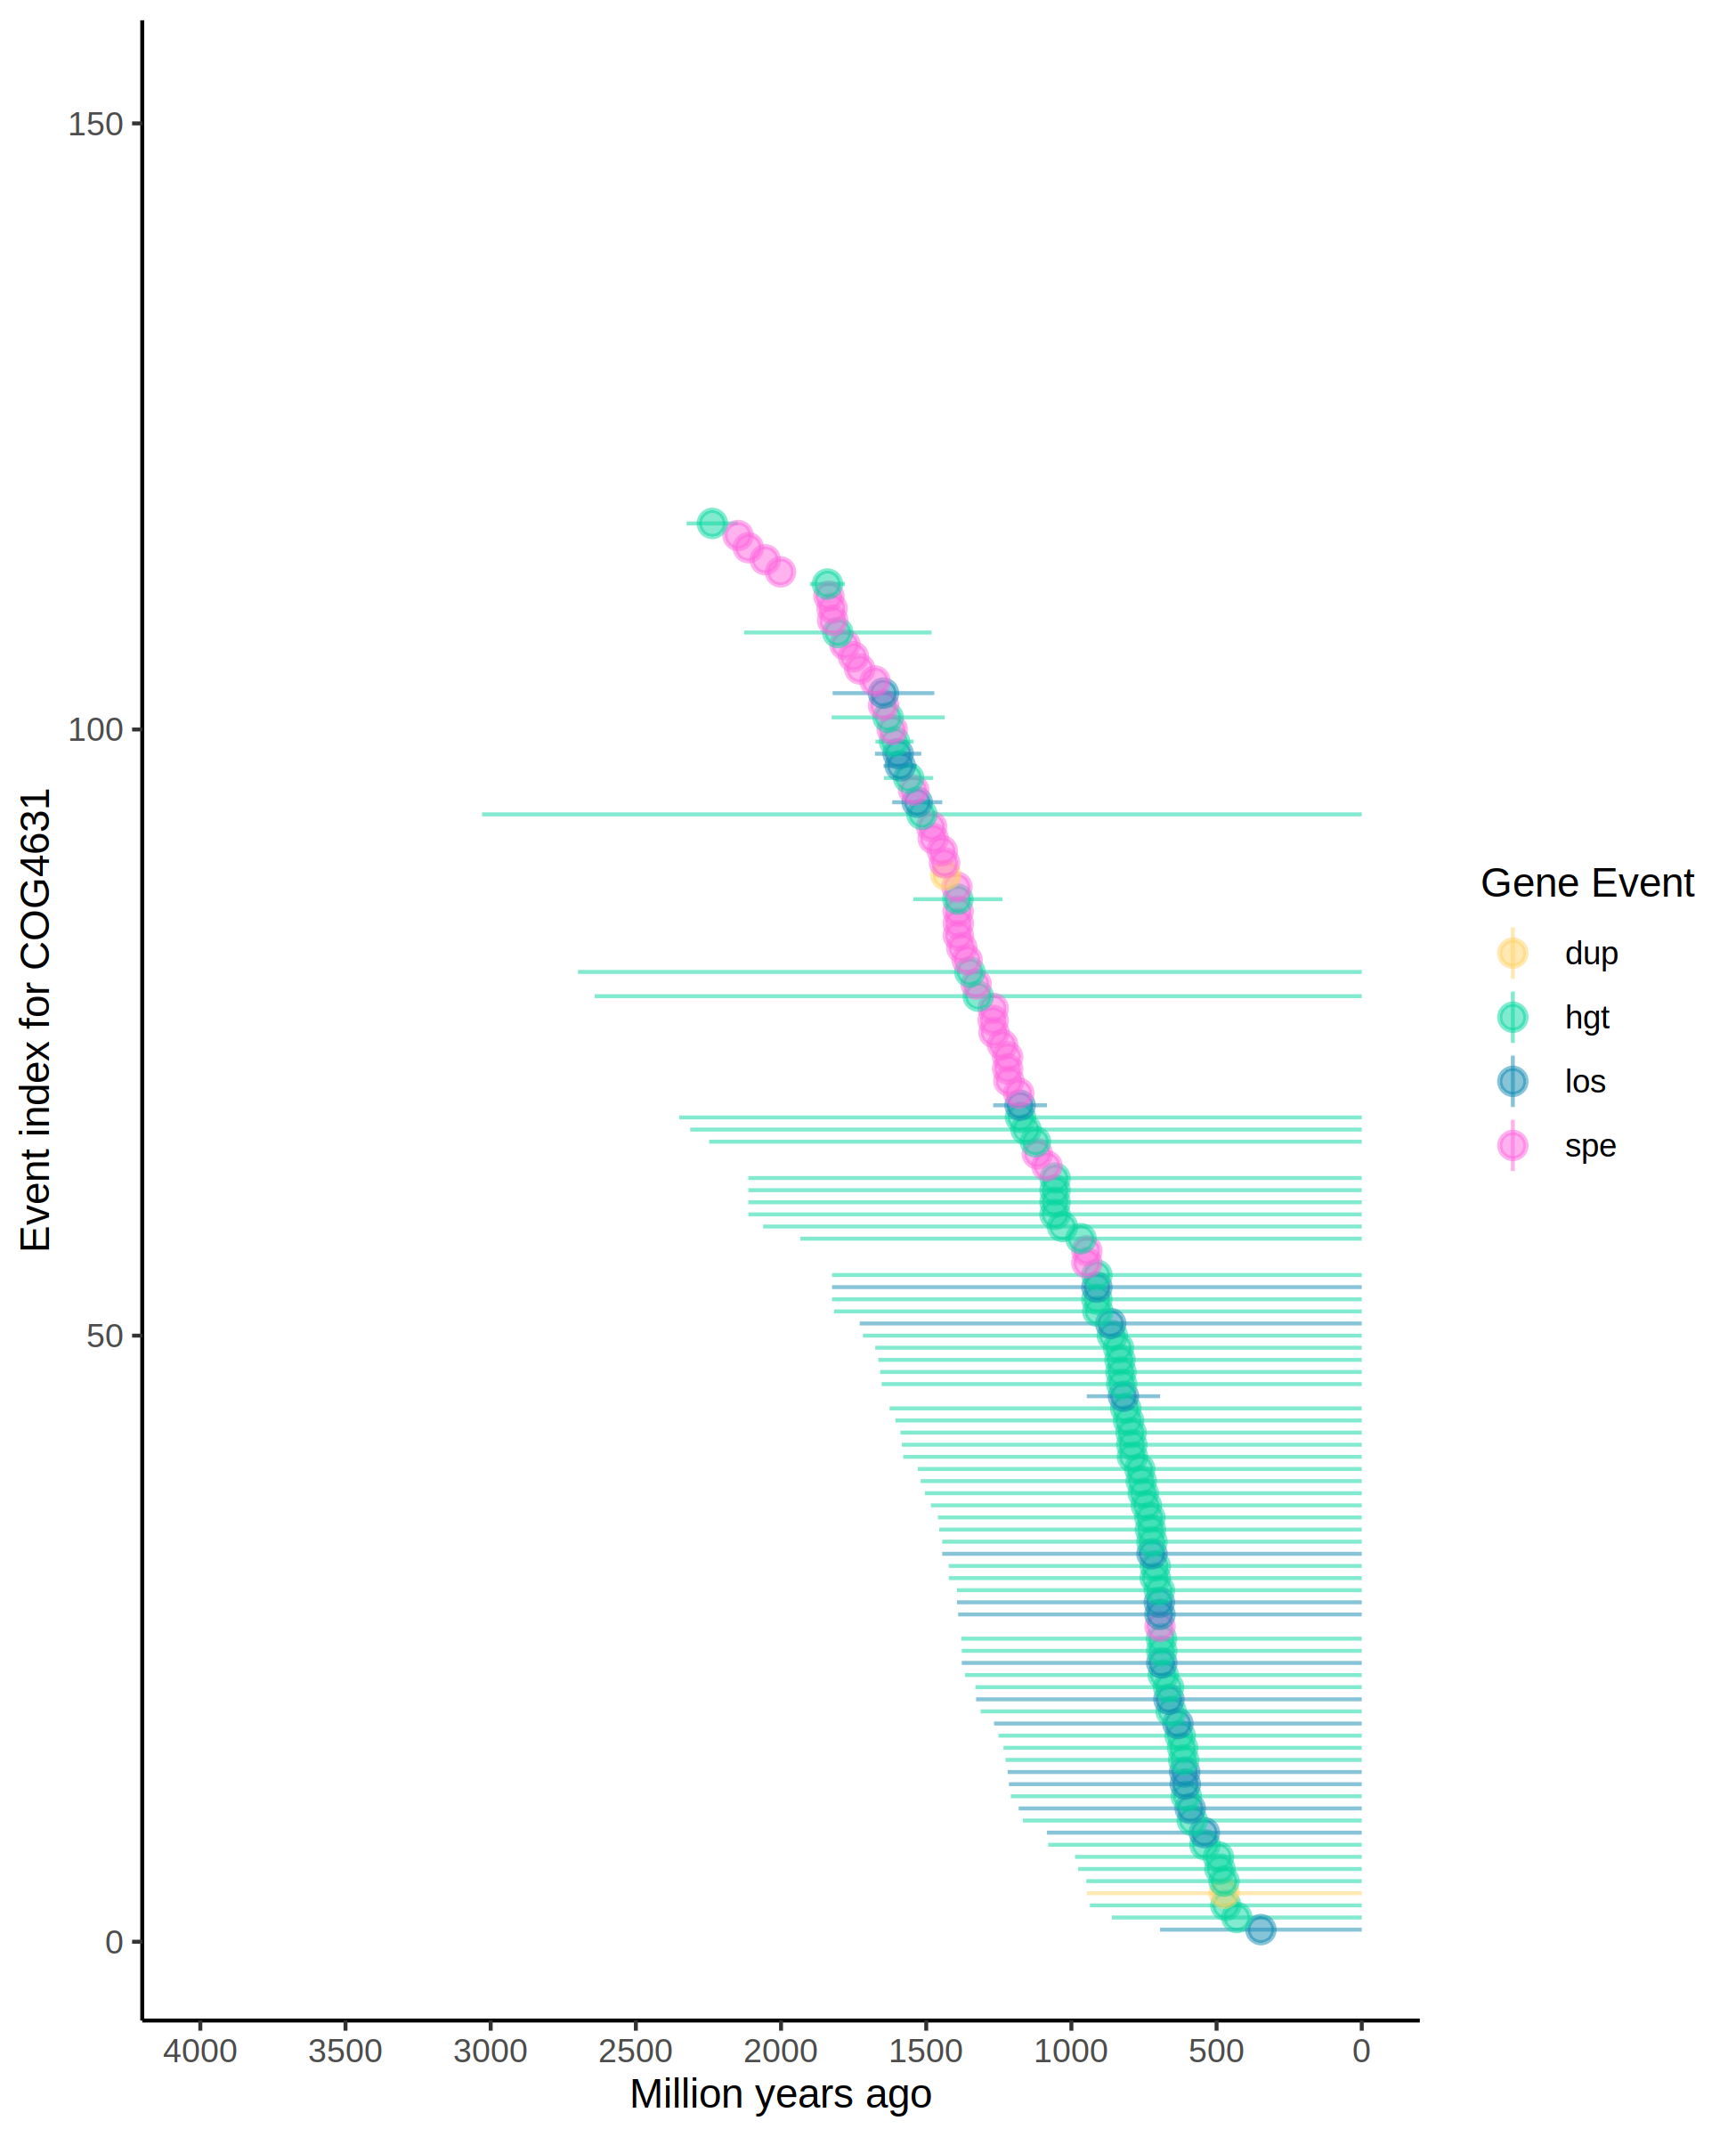 150
100
50
0
Event index for COG4631
4000 3500 3000 2500 2000 1500 1000 500 0
Million years ago
Gene Event
dup
hgt
los
spe